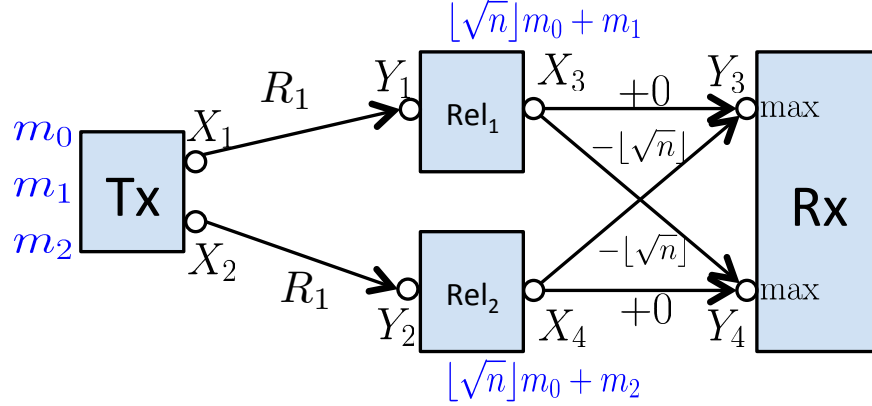 ⌊√n⌋m₀ + m₁
R₁
Y₁
Rel₁
X₃
+0
Y₃
max
m₀
X₁
−⌊√n⌋
m₁
Tx
Rx
m₂
X₂
−⌊√n⌋
R₁
Rel₂
max
Y₂
X₄
+0
Y₄
⌊√n⌋m₀ + m₂